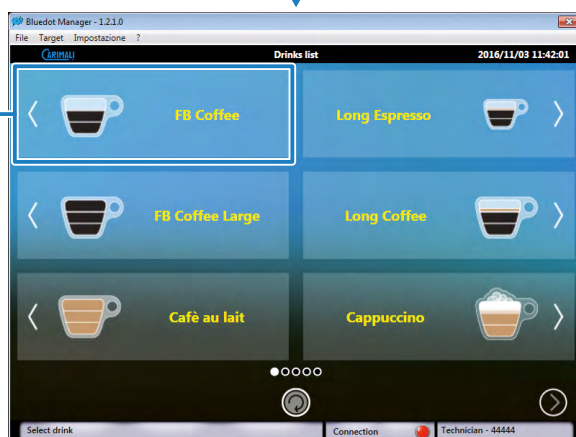 Bluedot Manager - 1.2.1.0
File Target Impostazione ?
CARIMALI Drinks list 2016/11/03 11:42:01
FB Coffee Long Espresso
FB Coffee Large Long Coffee
Cafè au lait Cappuccino
Select drink Connection Technician - 44444